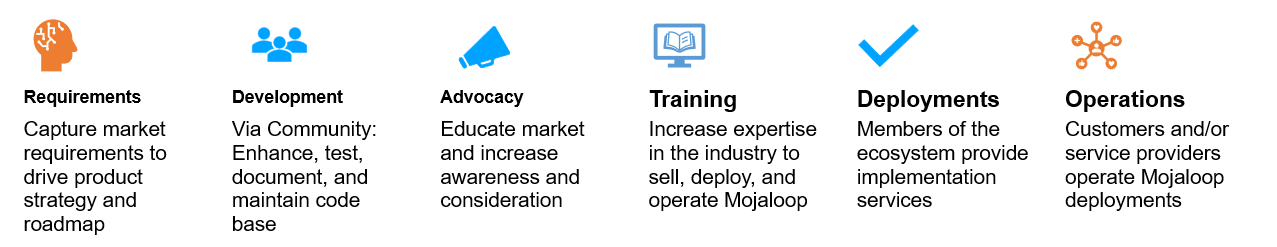 Requirements
Capture market
requirements to
drive product
strategy and
roadmap
Development
Via Community:
Enhance, test,
document, and
maintain code
base
Advocacy
Educate market
and increase
awareness and
consideration
Training
Increase expertise
in the industry to
sell, deploy, and
operate Mojaloop
Deployments
Members of the
ecosystem provide
implementation
services
Operations
Customers and/or
service providers
operate Mojaloop
deployments